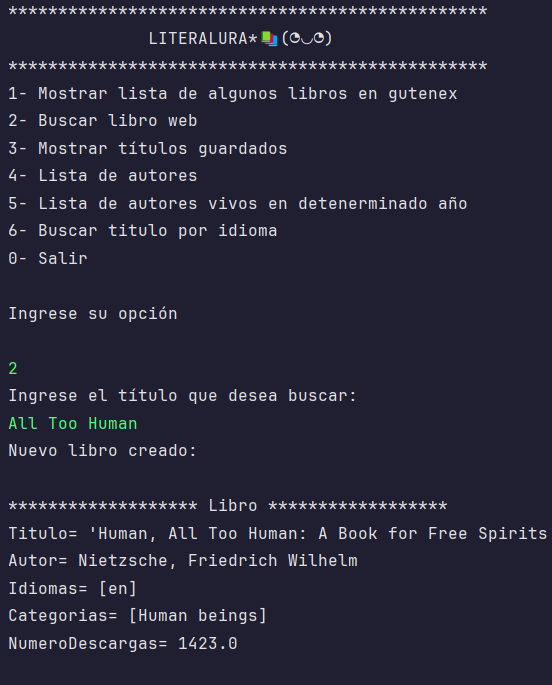 ************************************************
LITERALURA*📚(◔◡◔)
************************************************
1- Mostrar lista de algunos libros en gutenex
2- Buscar libro web
3- Mostrar títulos guardados
4- Lista de autores
5- Lista de autores vivos en detenerminado año
6- Buscar titulo por idioma
0- Salir
Ingrese su opción
2
Ingrese el título que desea buscar:
All Too Human
Nuevo libro creado:
******************* Libro ******************
Titulo= 'Human, All Too Human: A Book for Free Spirits
Autor= Nietzsche, Friedrich Wilhelm
Idiomas= [en]
Categorias= [Human beings]
NumeroDescargas= 1423.0